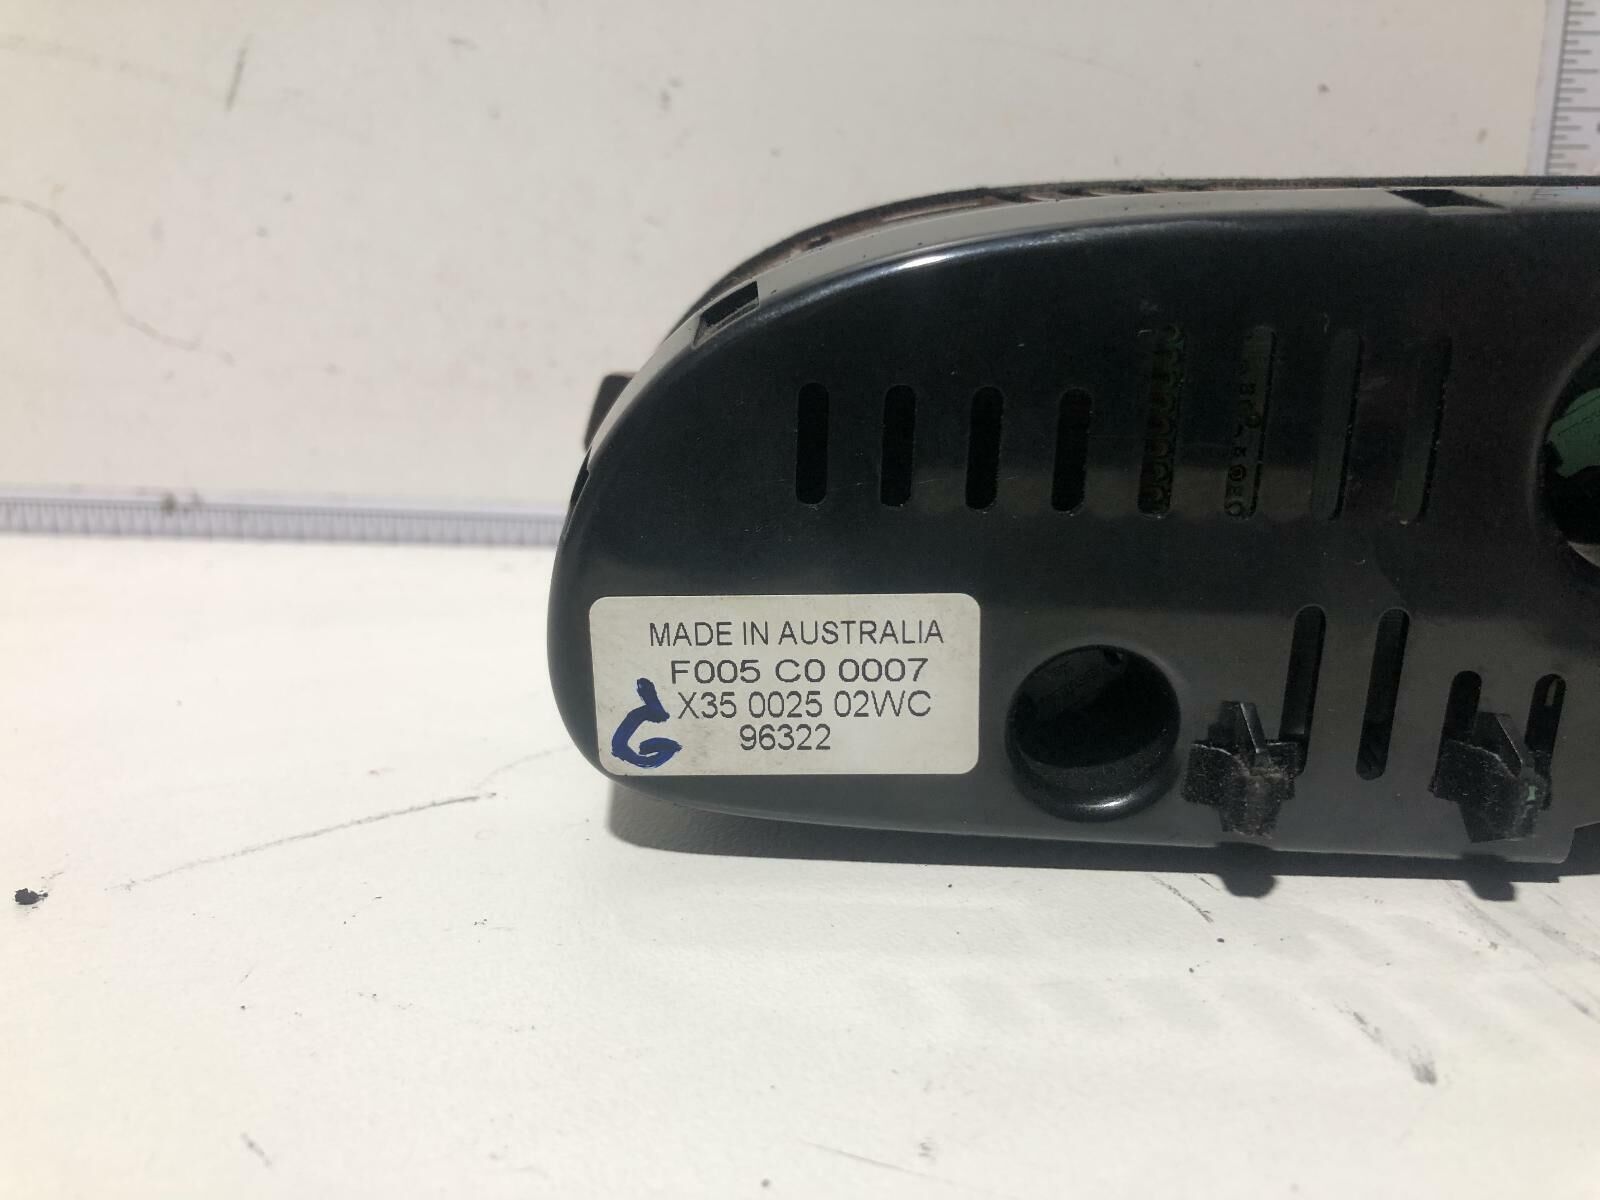 MADE IN AUSTRALIA
F005 C0 0007
X35 0025 02WC
96322